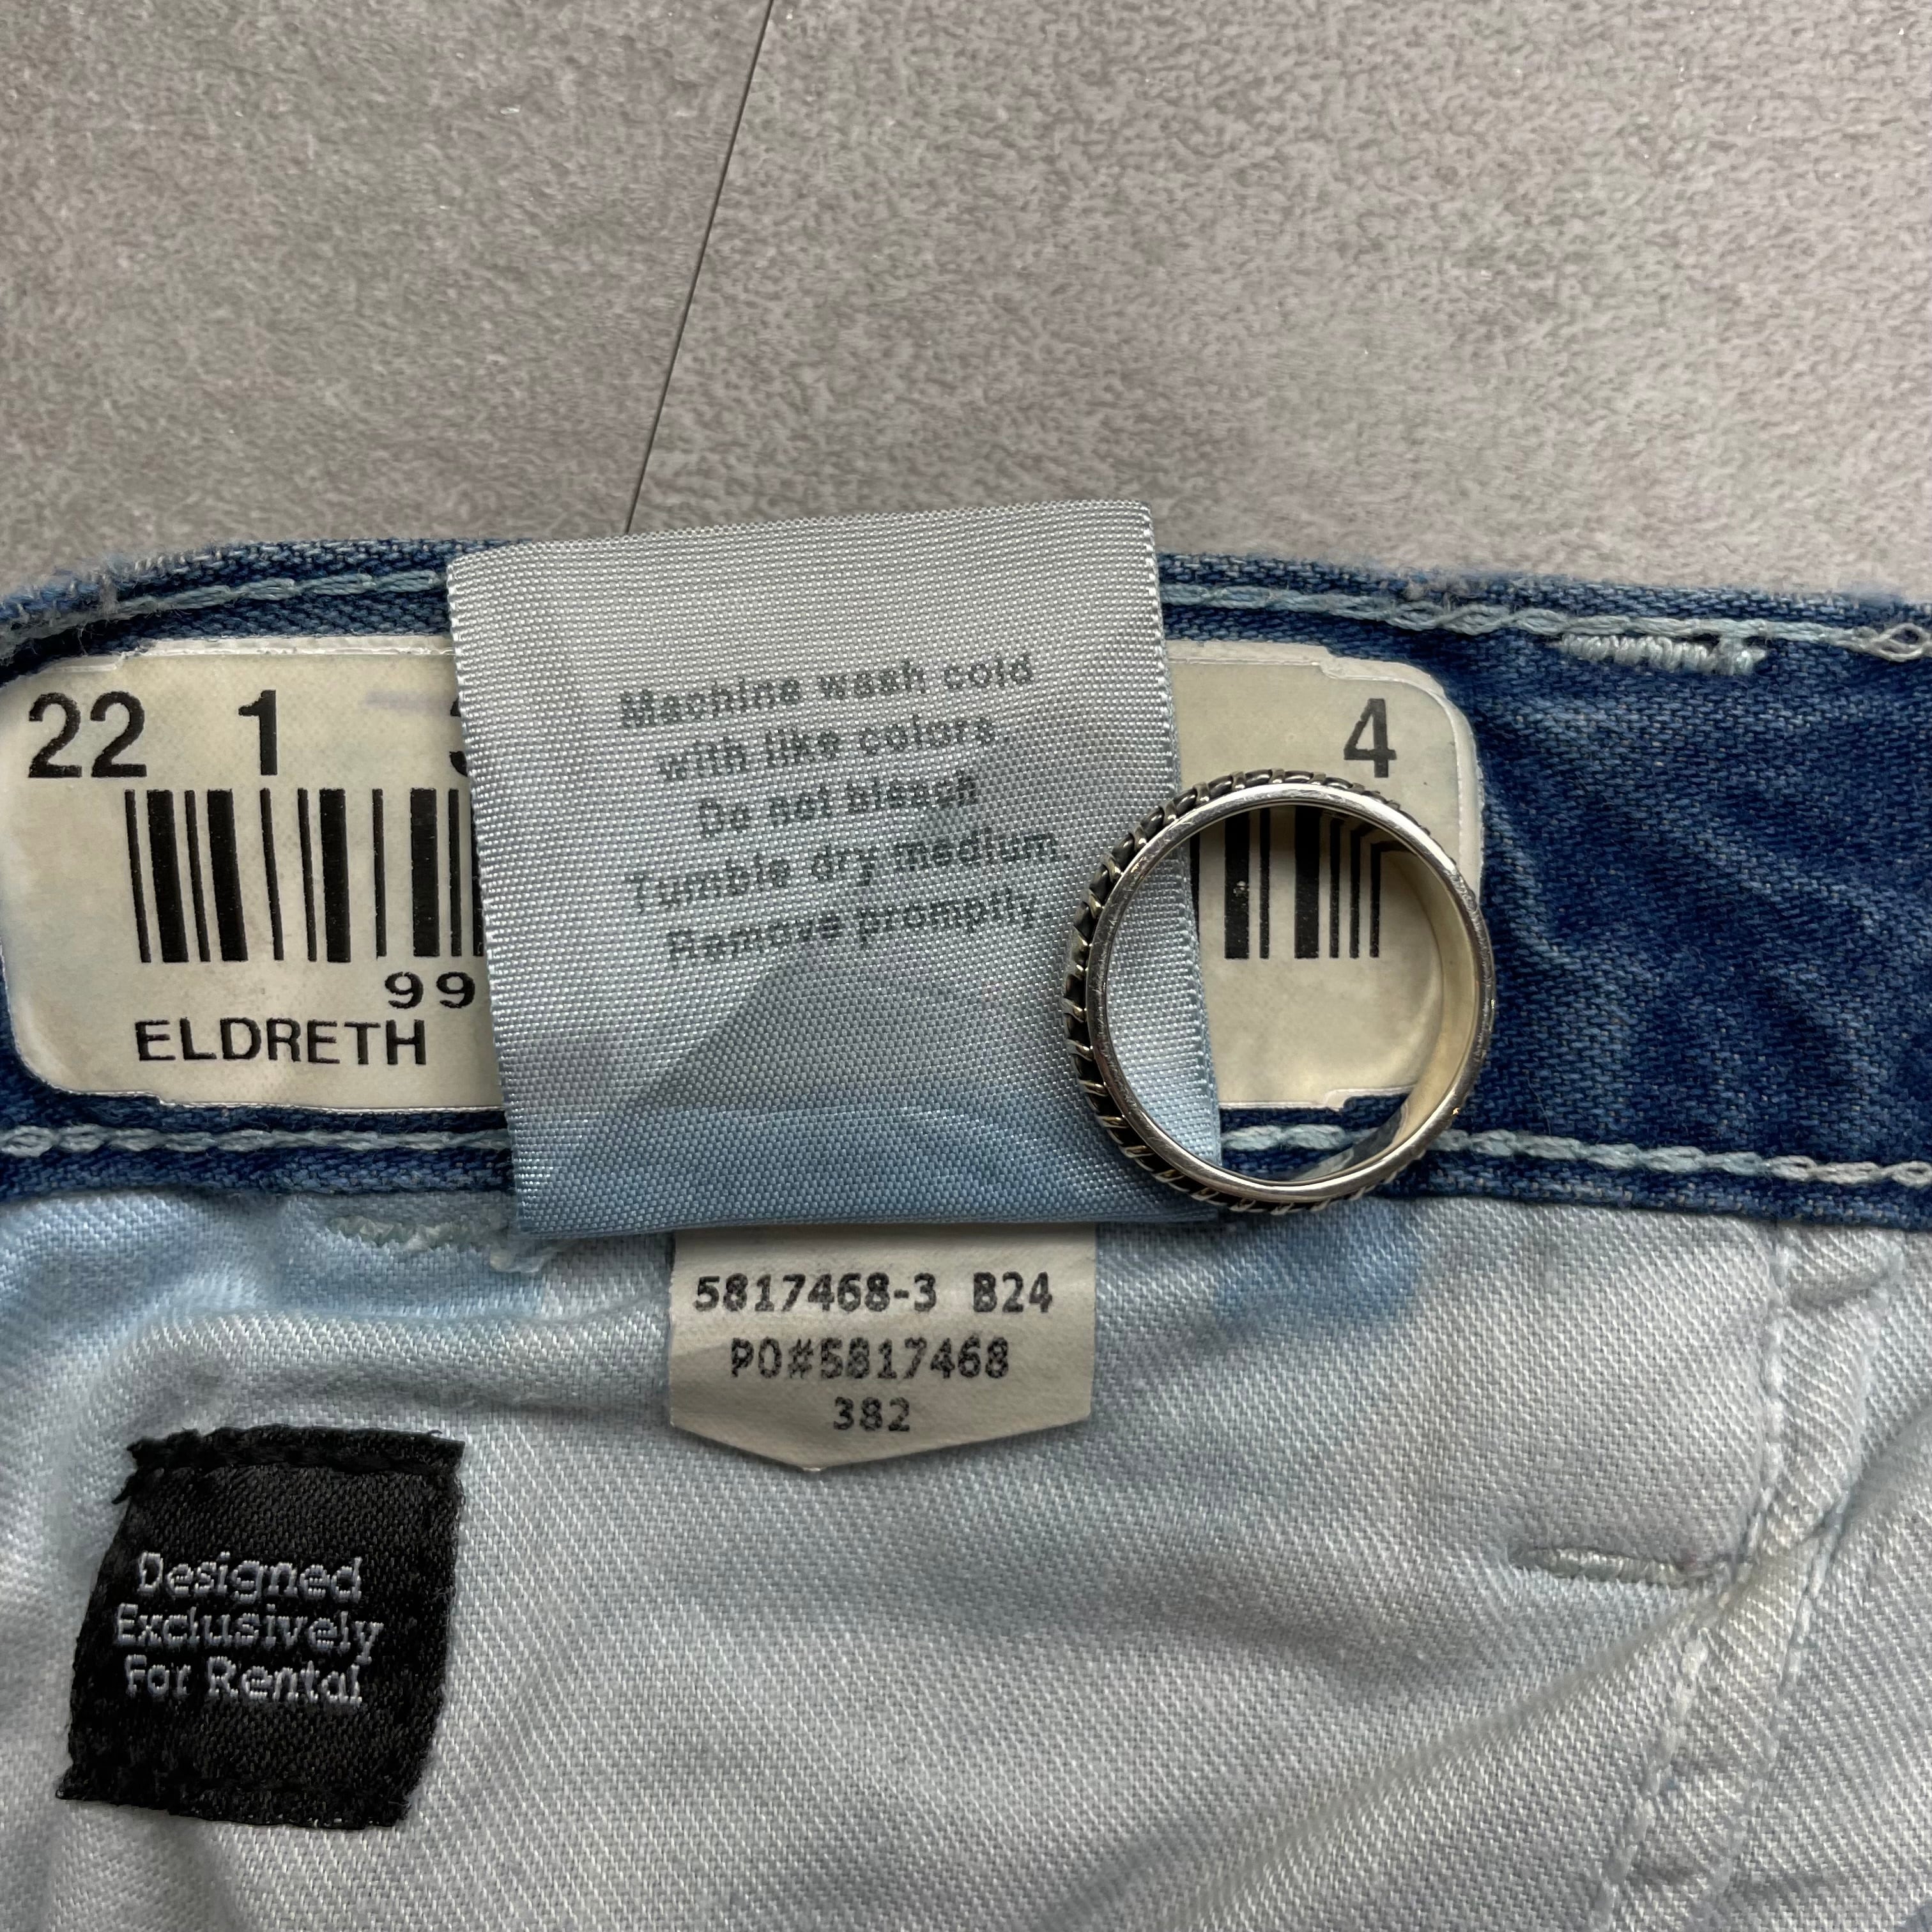 22 1 4
99
ELDRETH
Machine wash cold
with like colors
Do not bleach
Tumble dry medium
Remove promptly
5817468-3 B24
PO#5817468
382
Designed
Exclusively
For Rental